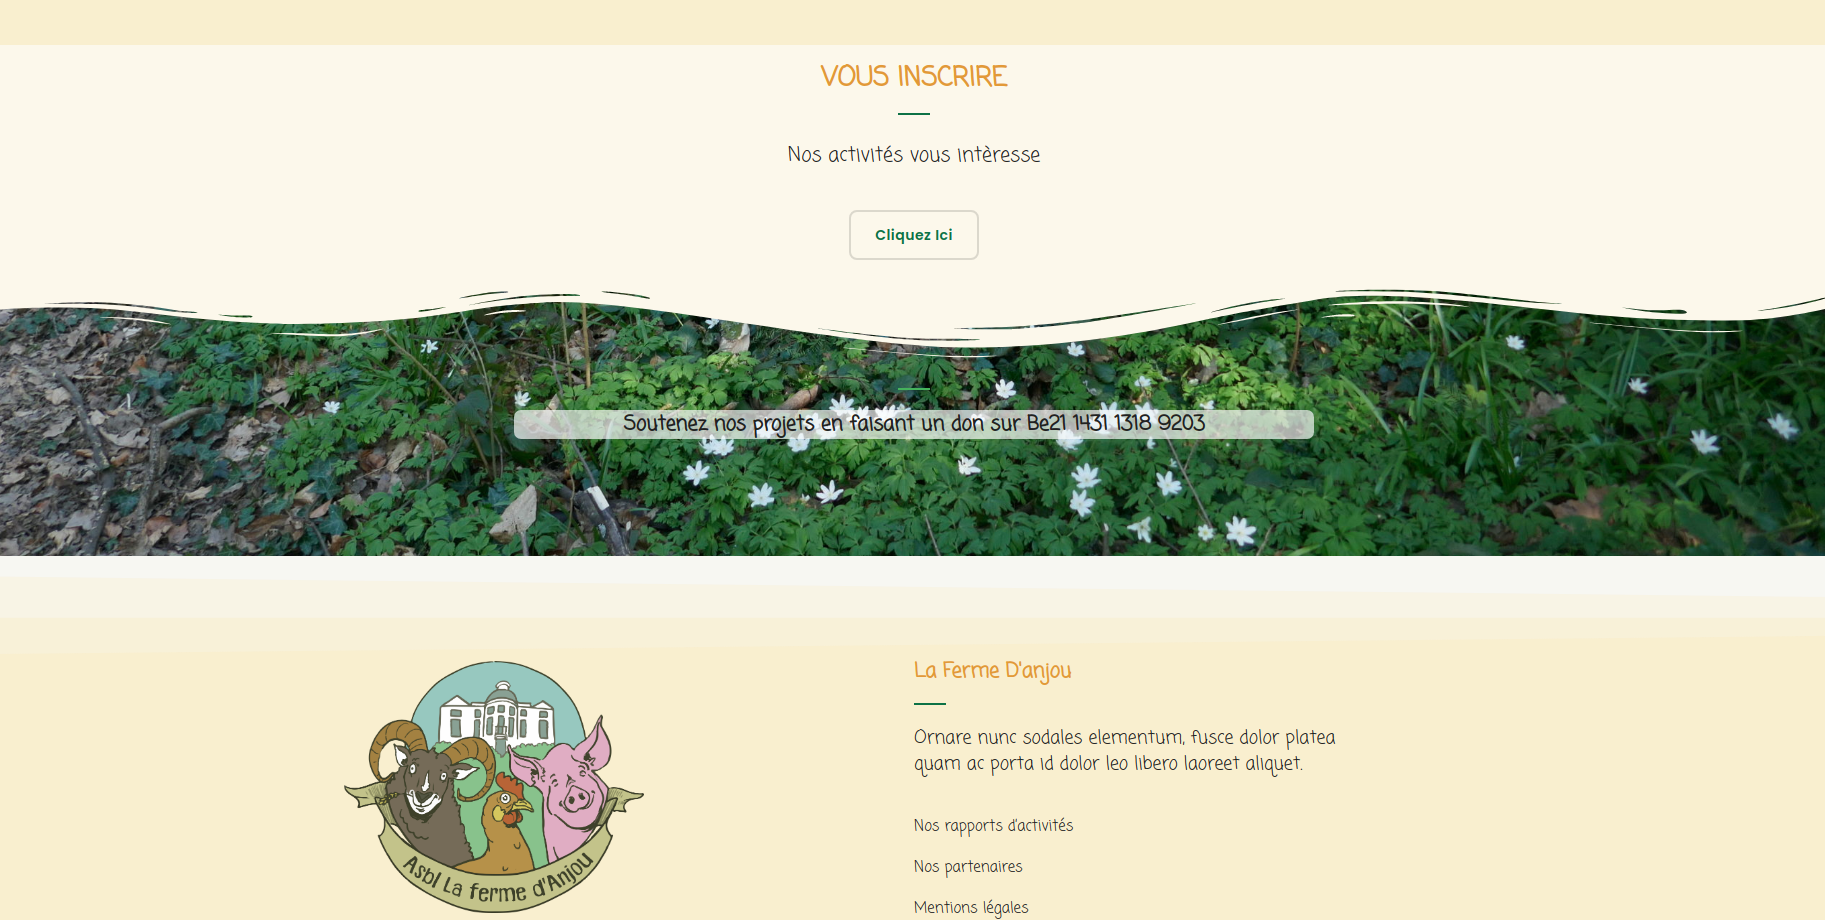 VOUS INSCRIRE
Nos activités vous intèresse
Cliquez Ici
Soutenez nos projets en faisant un don sur Be21 1431 1318 9203
Asbl La ferme d'Anjou
La Ferme D'anjou
Ornare nunc sodales elementum, fusce dolor platea
quam ac porta id dolor leo libero laoreet aliquet.
Nos rapports d'activités
Nos partenaires
Mentions légales